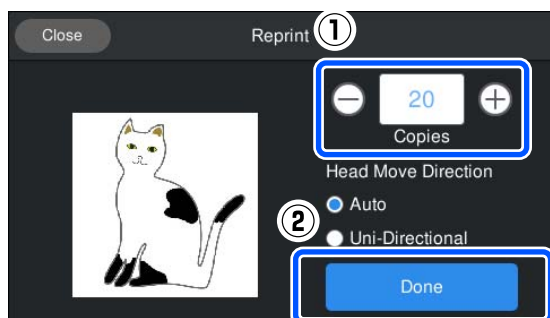 Close
Reprint
①
20
Copies
Head Move Direction
Auto
②
Uni-Directional
Done